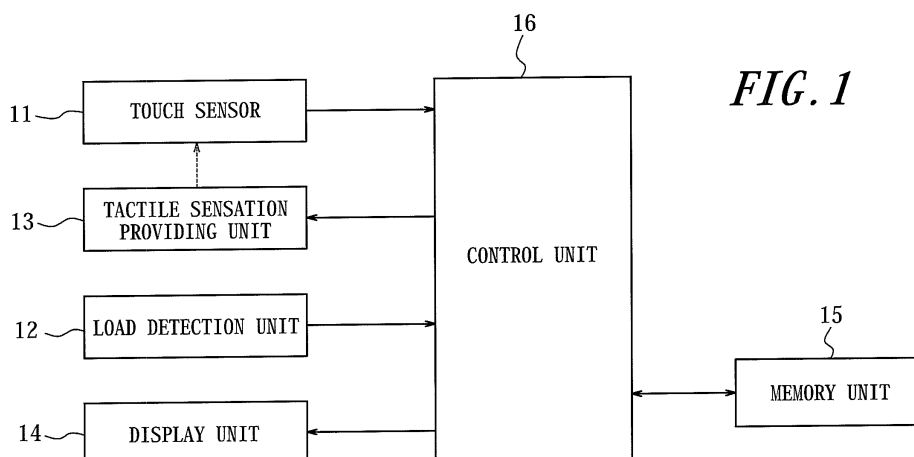 16
FIG. 1
11
TOUCH SENSOR
13
TACTILE SENSATION
PROVIDING UNIT
CONTROL UNIT
12
LOAD DETECTION UNIT
15
MEMORY UNIT
14
DISPLAY UNIT